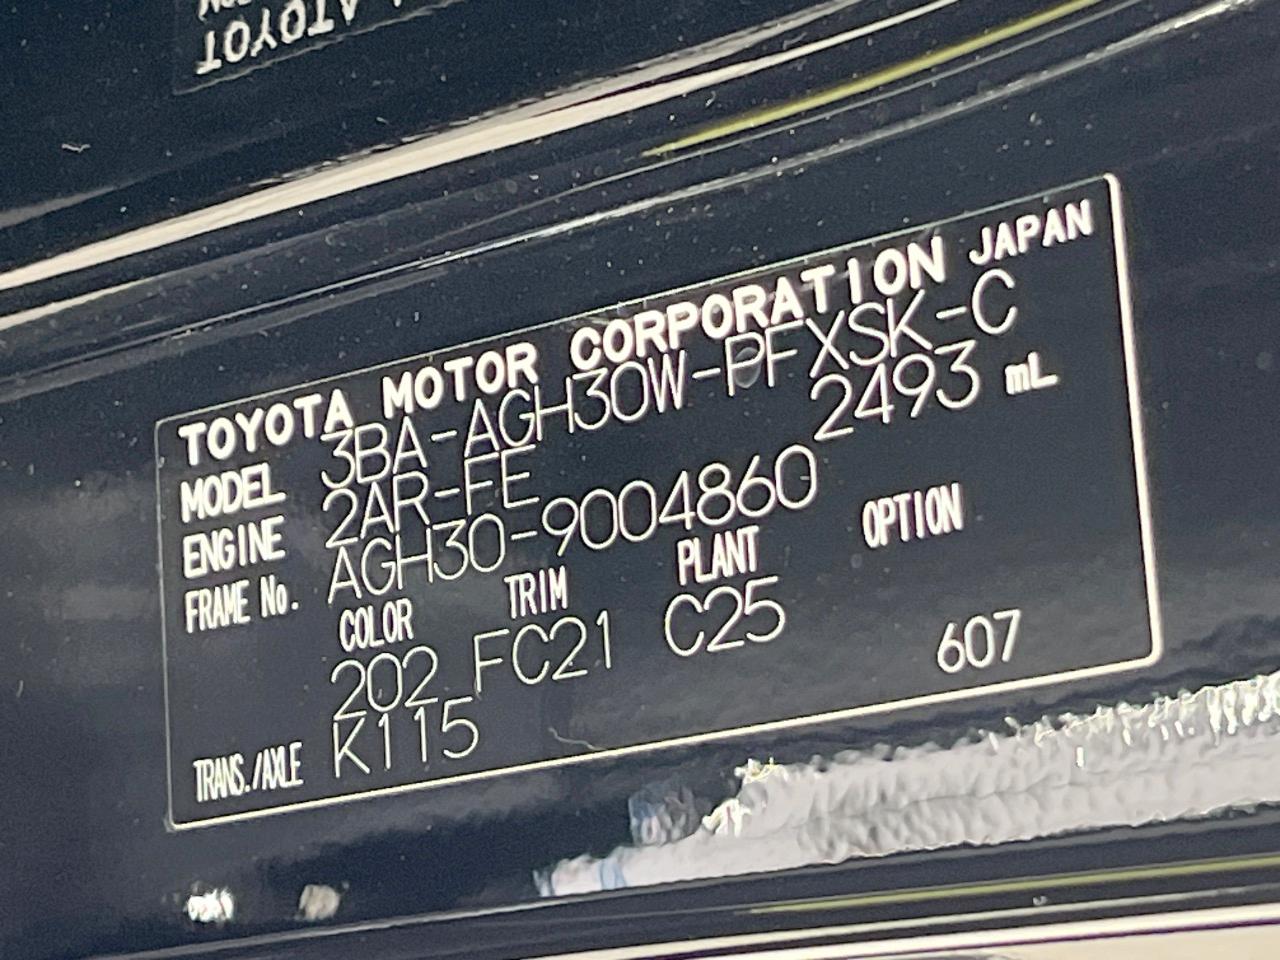 TOYOT
TOYOTA MOTOR CORPORATION JAPAN
MODEL 3BA-AGH30W-PFXSK-C
ENGINE 2AR-FE 2493 mL
FRAME No. AGH30-9004860
COLOR TRIM PLANT OPTION
202 FC21 C25
TRANS./AXLE K115 607